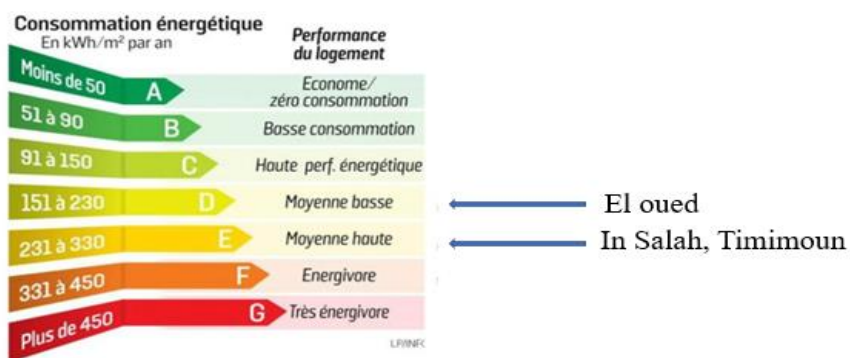 Consommation énergétique
En kWh/m² par an
Performance
du logement
Moins de 50 A Econome/
zéro consommation
51 à 90 B Basse consommation
91 à 150 C Haute perf. énergétique
151 à 230 D Moyenne basse El oued
231 à 330 E Moyenne haute In Salah, Timimoun
331 à 450 F Energivore
Plus de 450 G Très énergivore